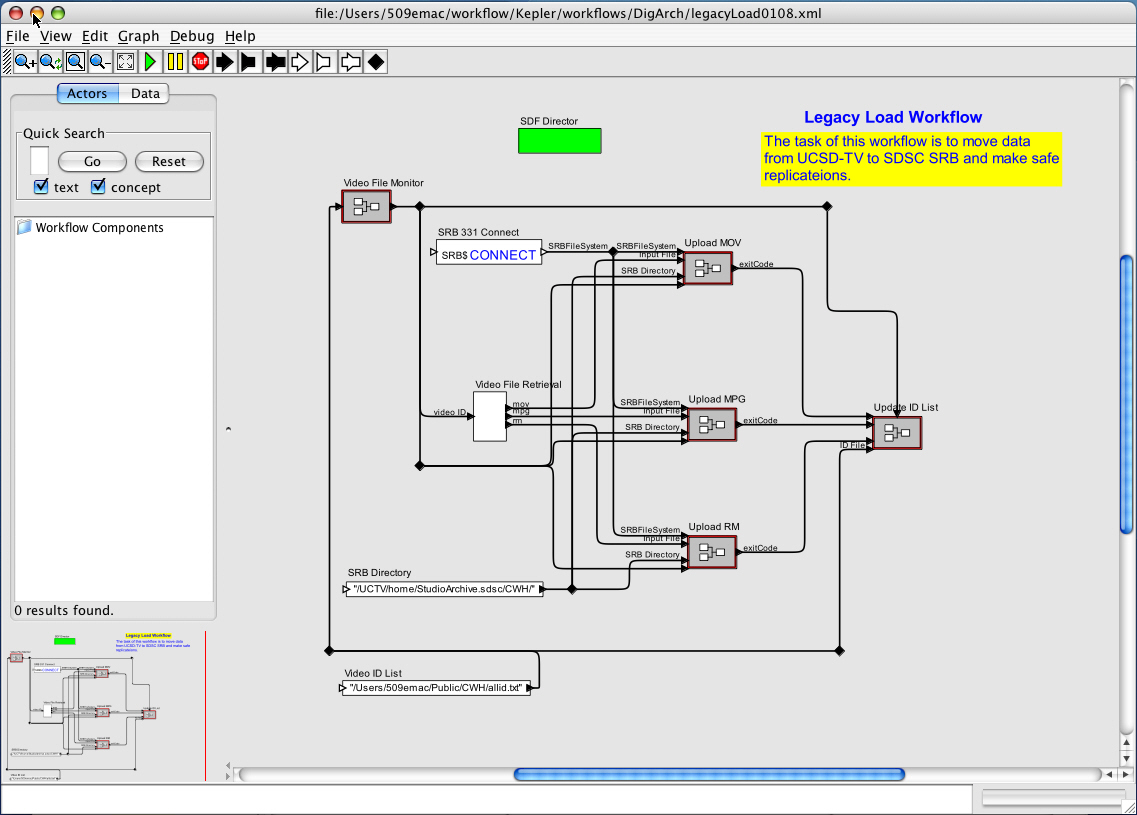 file:/Users/509emac/workflow/Kepler/workflows/DigArch/legacyLoad0108.xml
File View Edit Graph Debug Help
STOP
Actors Data
Quick Search
Go Reset
text concept
Workflow Components
0 results found.
SDF Director
Legacy Load Workflow
The task of this workflow is to move data
from UCSD-TV to SDSC SRB and make safe
replicateions.
Video File Monitor
SRB 331 Connect
SRB$ CONNECT
SRBFileSystem
SRBFileSystem
Input File
SRB Directory
Upload MOV
exitCode
Video File Retrieval
video ID
mov
mpg
rm
SRBFileSystem
Input File
SRB Directory
Upload MPG
exitCode
Update ID List
ID File
SRBFileSystem
Input File
SRB Directory
Upload RM
exitCode
SRB Directory
"/UCTV/home/StudioArchive.sdsc/CWH/"
Video ID List
"/Users/509emac/Public/CWH/allid.txt"
Legacy Load Workflow
The task of this workflow is to move data
from UCSD-TV to SDSC SRB and make safe
replicateions.